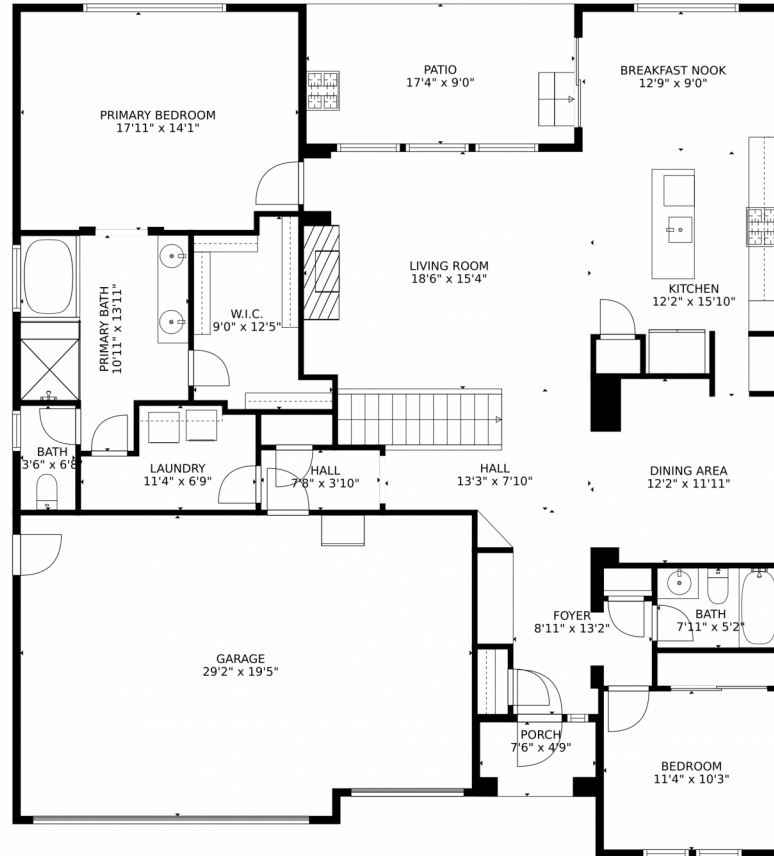 PATIO
17'4" x 9'0"
BREAKFAST NOOK
12'9" x 9'0"
PRIMARY BEDROOM
17'11" x 14'1"
LIVING ROOM
18'6" x 15'4"
KITCHEN
12'2" x 15'10"
PRIMARY BATH
10'11" x 13'11"
W.I.C.
9'0" x 12'5"
BATH
3'6" x 6'8"
LAUNDRY
11'4" x 6'9"
HALL
7'8" x 3'10"
HALL
13'3" x 7'10"
DINING AREA
12'2" x 11'11"
FOYER
8'11" x 13'2"
BATH
7'11" x 5'2"
GARAGE
29'2" x 19'5"
PORCH
7'6" x 4'9"
BEDROOM
11'4" x 10'3"